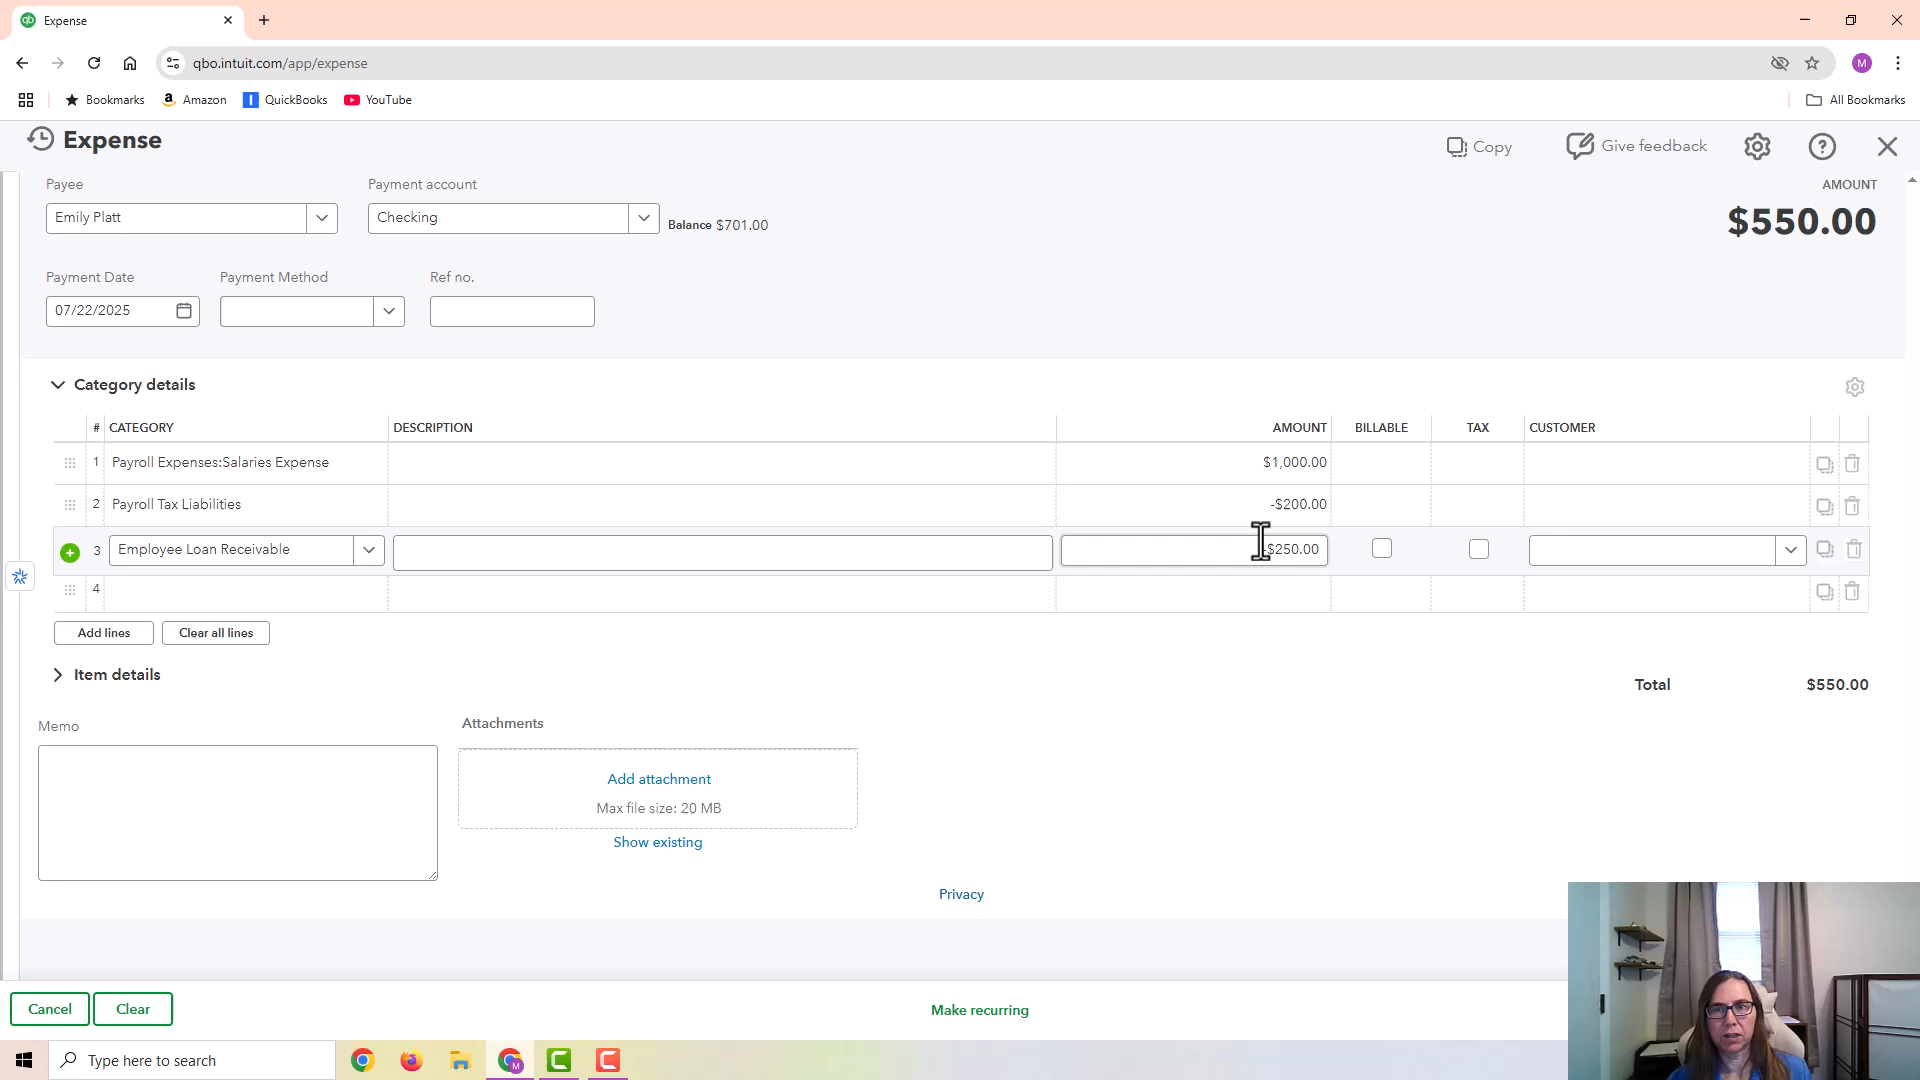 Expense
qbo.intuit.com/app/expense
M
Bookmarks
Amazon
QuickBooks
YouTube
All Bookmarks
Expense
Copy
Give feedback
Payee
Payment account
AMOUNT
Emily Platt
Checking
Balance $701.00
$550.00
Payment Date
Payment Method
Ref no.
07/22/2025
Category details
# CATEGORY DESCRIPTION AMOUNT BILLABLE TAX CUSTOMER
1 Payroll Expenses:Salaries Expense $1,000.00
2 Payroll Tax Liabilities -$200.00
3 Employee Loan Receivable -$250.00
4
Add lines
Clear all lines
Item details
Total $550.00
Memo
Attachments
Add attachment
Max file size: 20 MB
Show existing
Privacy
Cancel
Clear
Make recurring
Type here to search